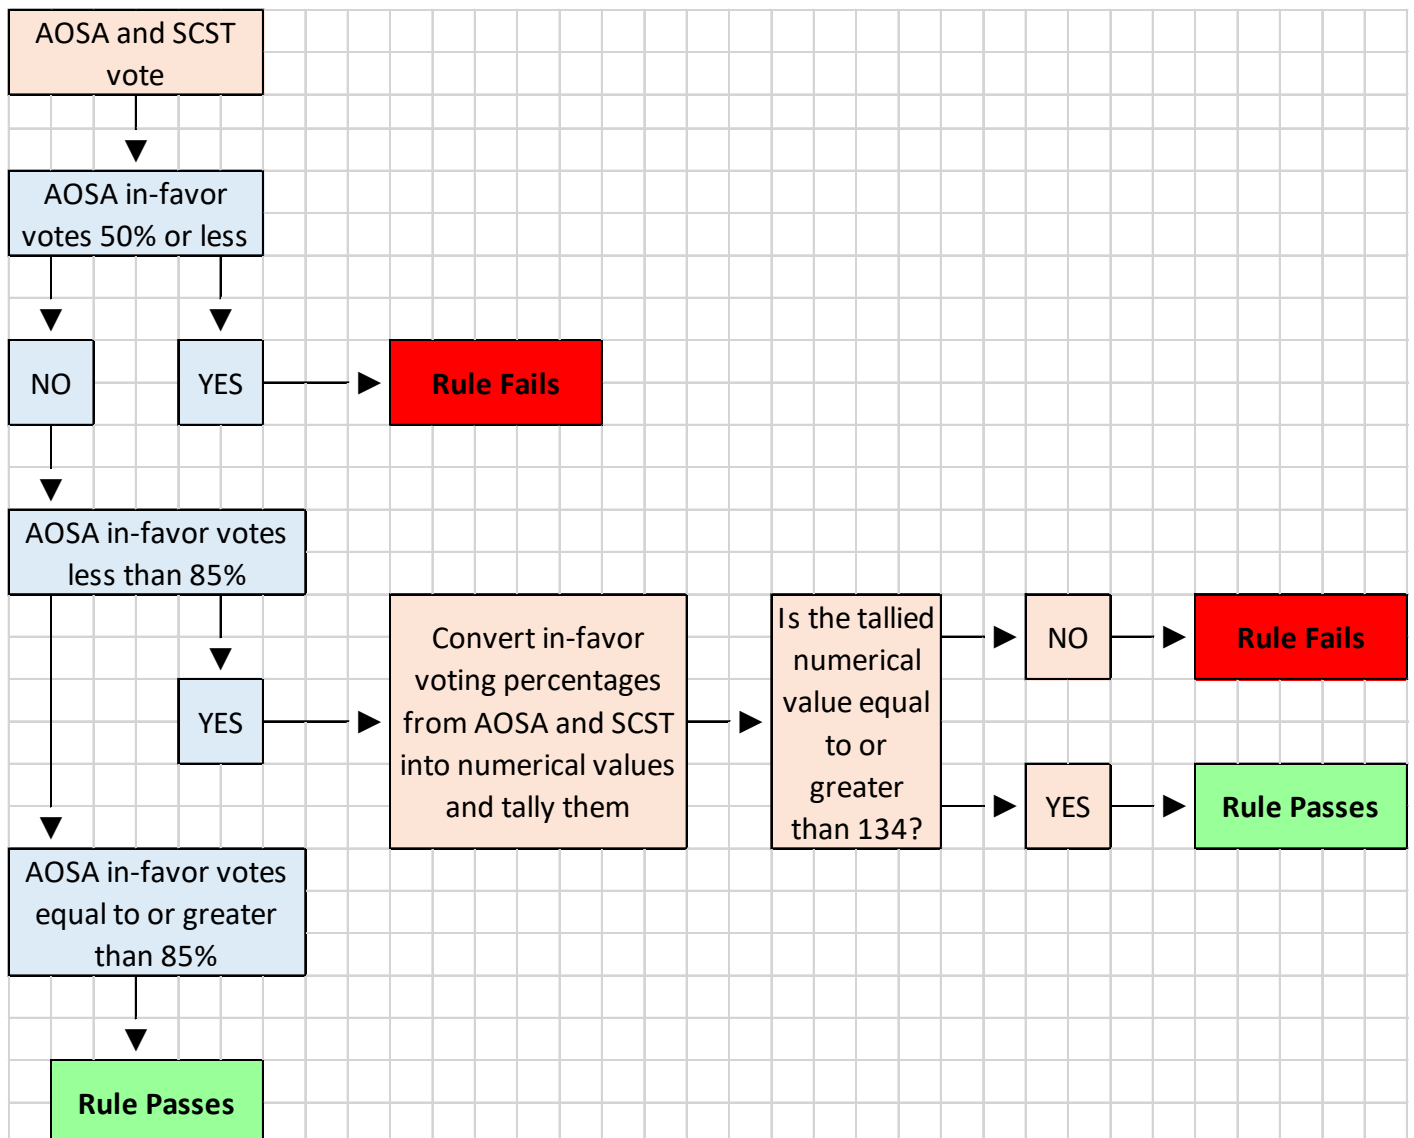 AOSA and SCST
vote
AOSA in-favor
votes 50% or less
NO
YES
Rule Fails
AOSA in-favor votes
less than 85%
YES
Convert in-favor
voting percentages
from AOSA and SCST
into numerical values
and tally them
Is the tallied
numerical
value equal
to or
greater
than 134?
NO
Rule Fails
YES
Rule Passes
AOSA in-favor votes
equal to or greater
than 85%
Rule Passes